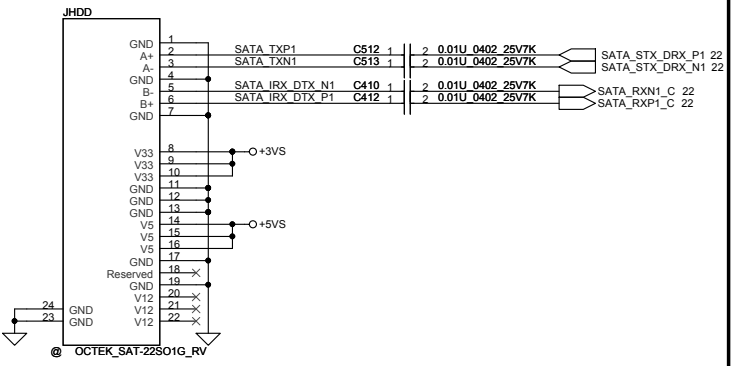 JHDD
GND 1
A+ 2 SATA_TXP1 C512 1 2 0.01U_0402_25V7K SATA_STX_DRX_P1 22
A- 3 SATA_TXN1 C513 1 2 0.01U_0402_25V7K SATA_STX_DRX_N1 22
GND 4
B- 5 SATA_IRX_DTX_N1 C410 1 2 0.01U_0402_25V7K SATA_RXN1_C 22
B+ 6 SATA_IRX_DTX_P1 C412 1 2 0.01U_0402_25V7K SATA_RXP1_C 22
GND 7
V33 8 +3VS
V33 9
V33 10
GND 11
GND 12
GND 13
V5 14 +5VS
V5 15
V5 16
GND 17
Reserved 18
GND 19
V12 20
24 GND V12 21
23 GND V12 22
@ OCTEK_SAT-22SO1G_RV